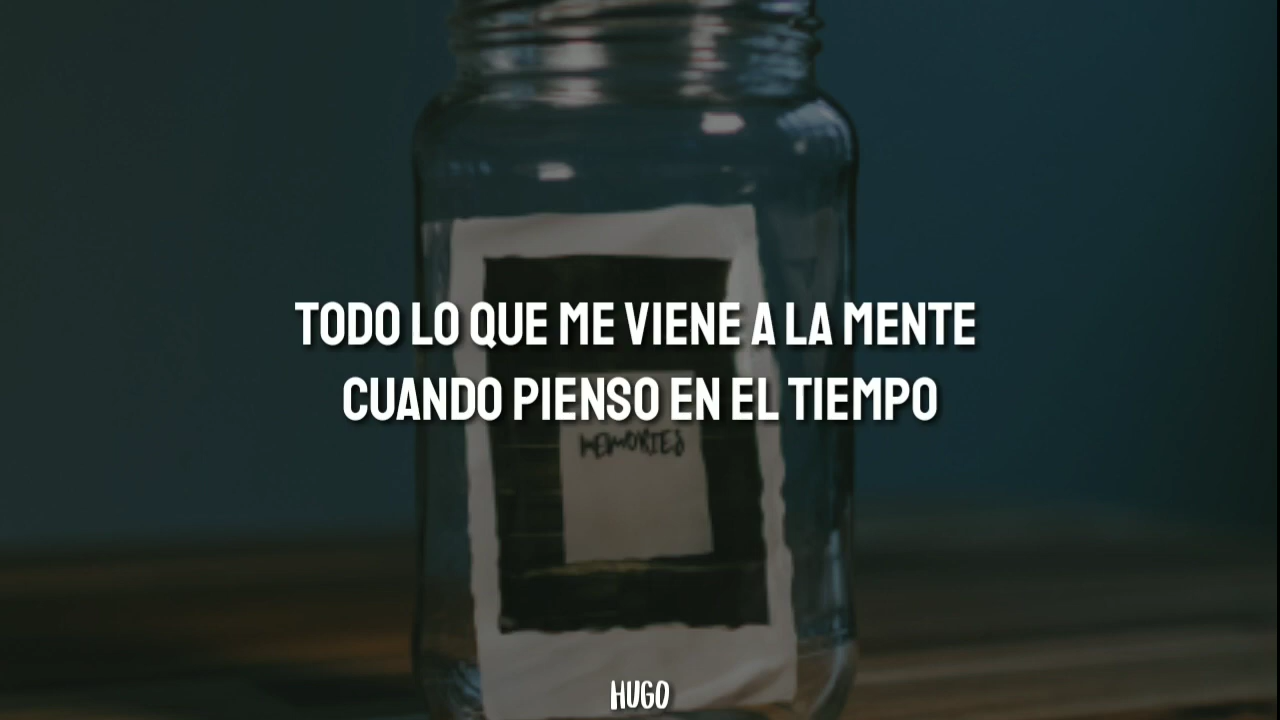 TODO LO QUE ME VIENE A LA MENTE
CUANDO PIENSO EN EL TIEMPO
MEMORIES
HUGO